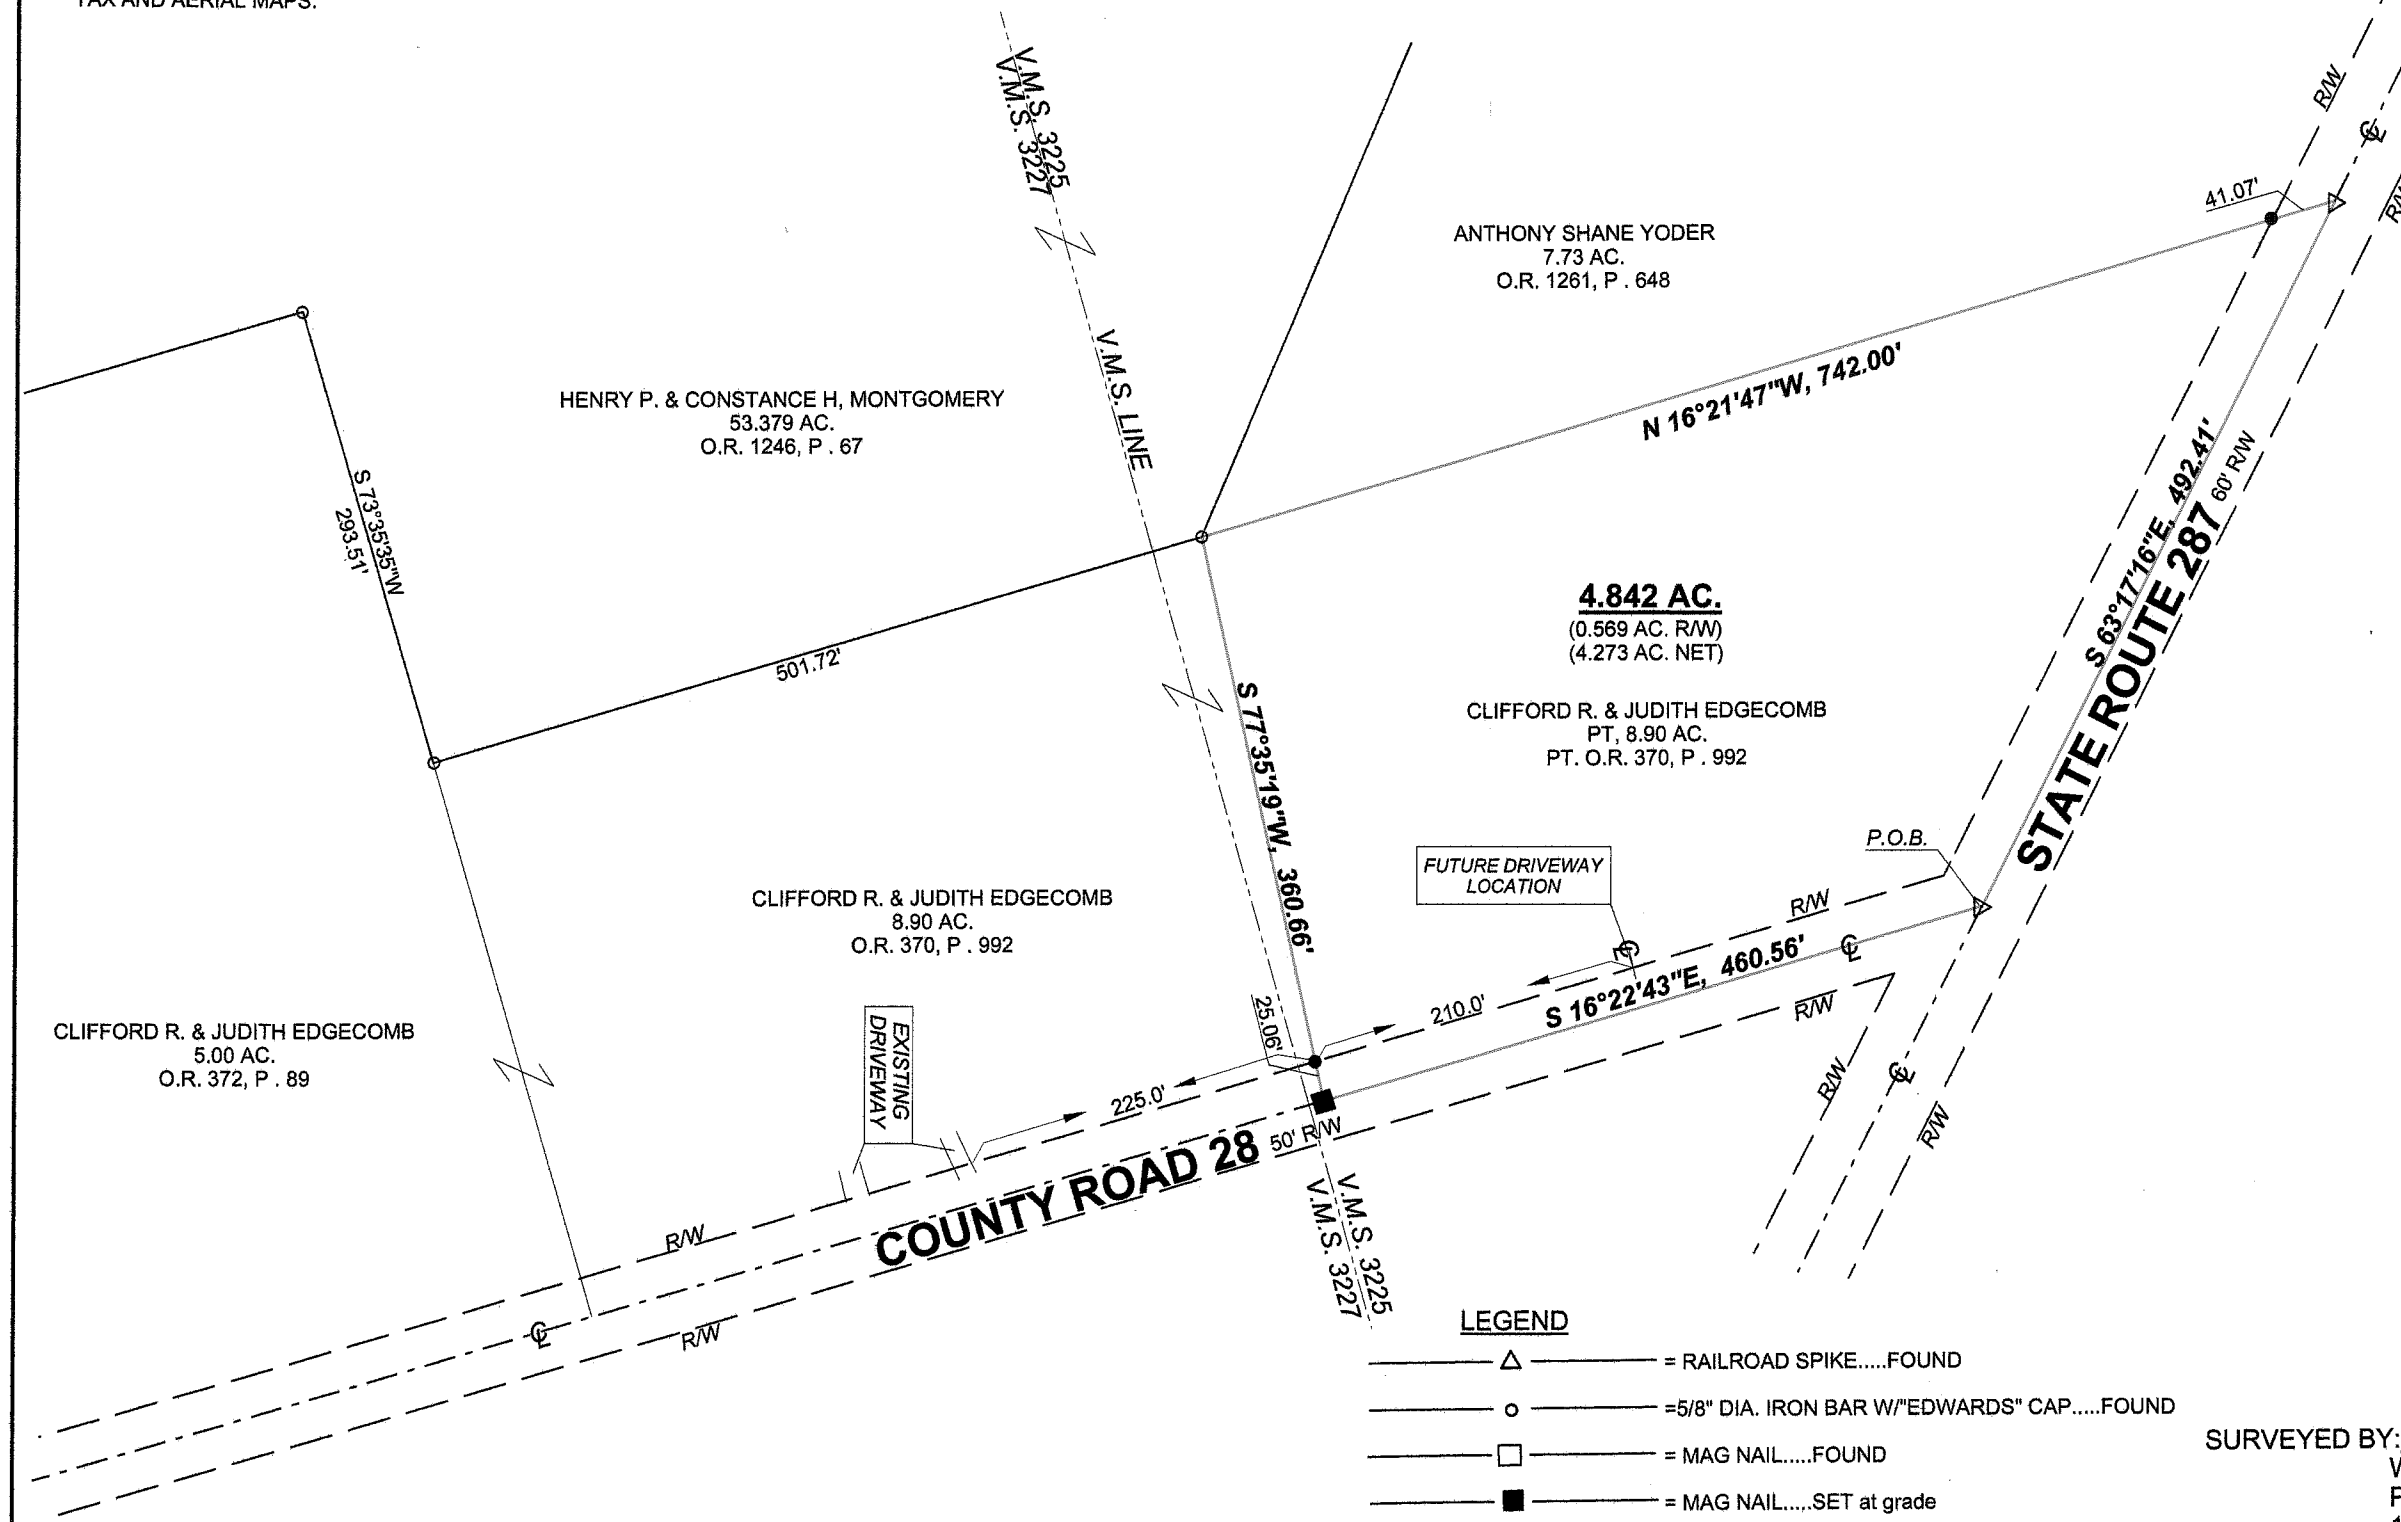 TAX AND AERIAL MAPS.
V.M.S. 3225
V.M.S. 3227
R/W
℄
R/W
41.07'
ANTHONY SHANE YODER
7.73 AC.
O.R. 1261, P . 648
V.M.S. LINE
N 16°21'47"W, 742.00'
HENRY P. & CONSTANCE H, MONTGOMERY
53.379 AC.
O.R. 1246, P . 67
S 73°35'35"W
293.51'
501.72'
S 63°17'16"E, 492.41'
60' R/W
STATE ROUTE 287
4.842 AC.
(0.569 AC. R/W)
(4.273 AC. NET)
CLIFFORD R. & JUDITH EDGECOMB
PT, 8.90 AC.
PT. O.R. 370, P . 992
S 77°35'19"W, 360.66'
P.O.B.
FUTURE DRIVEWAY
LOCATION
R/W
℄
℄
CLIFFORD R. & JUDITH EDGECOMB
8.90 AC.
O.R. 370, P . 992
S 16°22'43"E, 460.56'
210.0'
25.06'
R/W
R/W
℄
R/W
EXISTING
DRIVEWAY
CLIFFORD R. & JUDITH EDGECOMB
5.00 AC.
O.R. 372, P . 89
225.0'
COUNTY ROAD 28
50' R/W
R/W
R/W
℄
V.M.S. 3225
V.M.S. 3227
LEGEND
= RAILROAD SPIKE.....FOUND
=5/8" DIA. IRON BAR W/"EDWARDS" CAP.....FOUND
= MAG NAIL.....FOUND
= MAG NAIL.....SET at grade
SURVEYED BY: